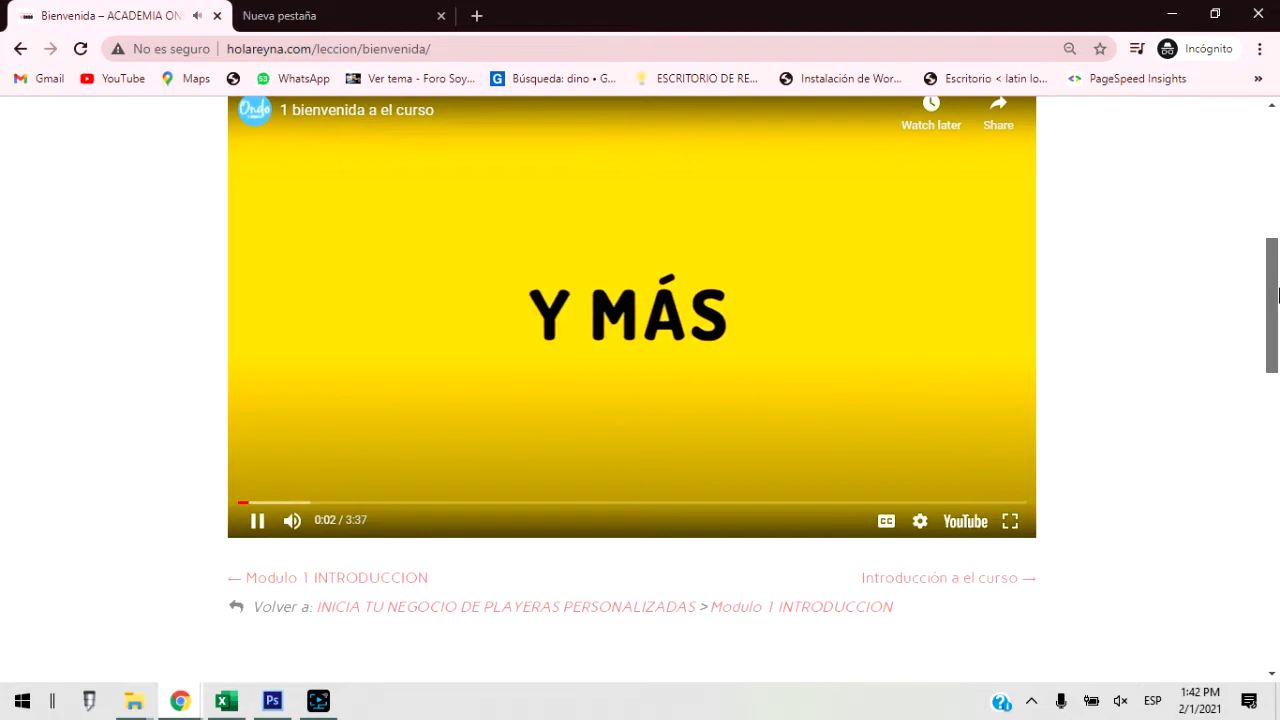 Bienvenida – ACADEMIA ON
Nueva pestaña
No es seguro
holareyna.com/leccion/bienvenida/
Incógnito
Gmail
YouTube
Maps
WhatsApp
Ver tema - Foro Soy...
Búsqueda: dino • G...
ESCRITORIO DE RE...
Instalación de Wor...
Escritorio < latin lo...
PageSpeed Insights
»
Ondo
1 bienvenida a el curso
Watch later
Share
Y MÁS
0:02 / 3:37
CC
YouTube
← Modulo 1 INTRODUCCION
Introducción a el curso →
Volver a: INICIA TU NEGOCIO DE PLAYERAS PERSONALIZADAS > Modulo 1 INTRODUCCION
Ps
ESP
1:42 PM
2/1/2021